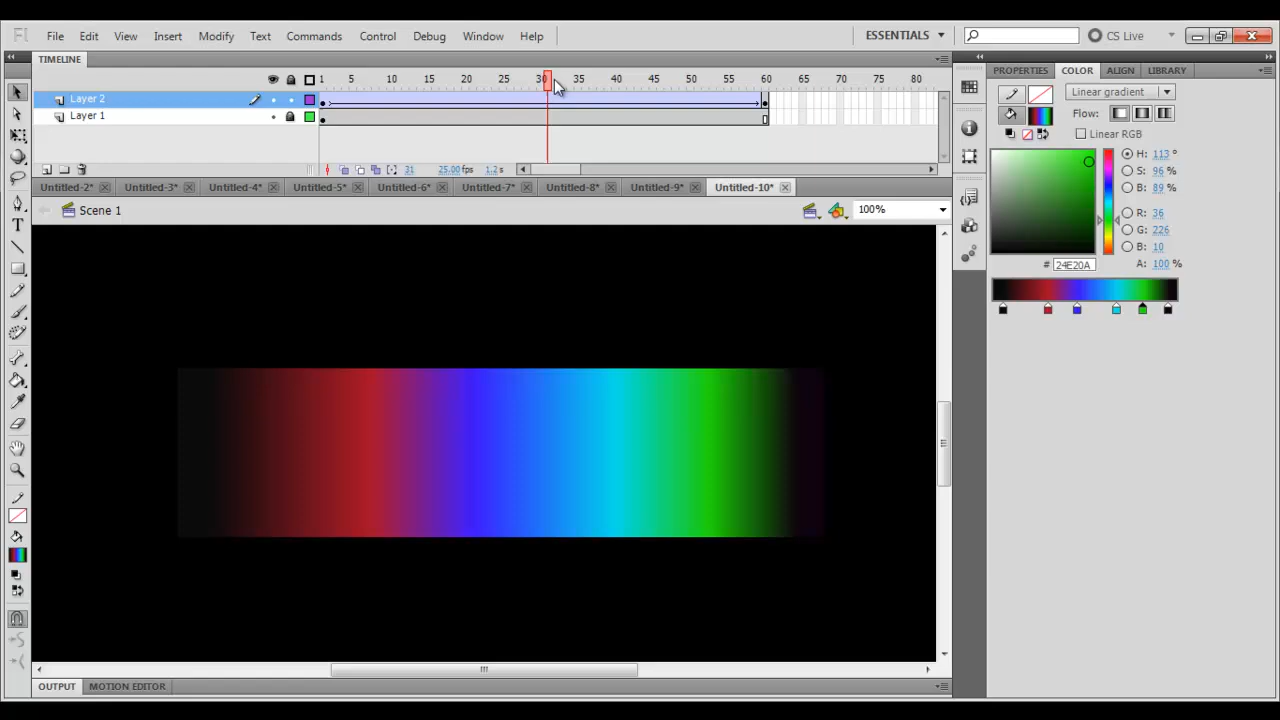 Fl File Edit View Insert Modify Text Commands Control Debug Window Help ESSENTIALS CS Live
TIMELINE
1 5 10 15 20 25 30 35 40 45 50 55 60 65 70 75 80
Layer 2
Layer 1
31 25.00 fps 1.2 s
Untitled-2* Untitled-3* Untitled-4* Untitled-5* Untitled-6* Untitled-7* Untitled-8* Untitled-9* Untitled-10*
Scene 1 100%
PROPERTIES COLOR ALIGN LIBRARY
Linear gradient
Flow:
Linear RGB
H: 113 °
S: 96 %
B: 89 %
R: 36
G: 226
B: 10
# 24E20A A: 100 %
OUTPUT MOTION EDITOR